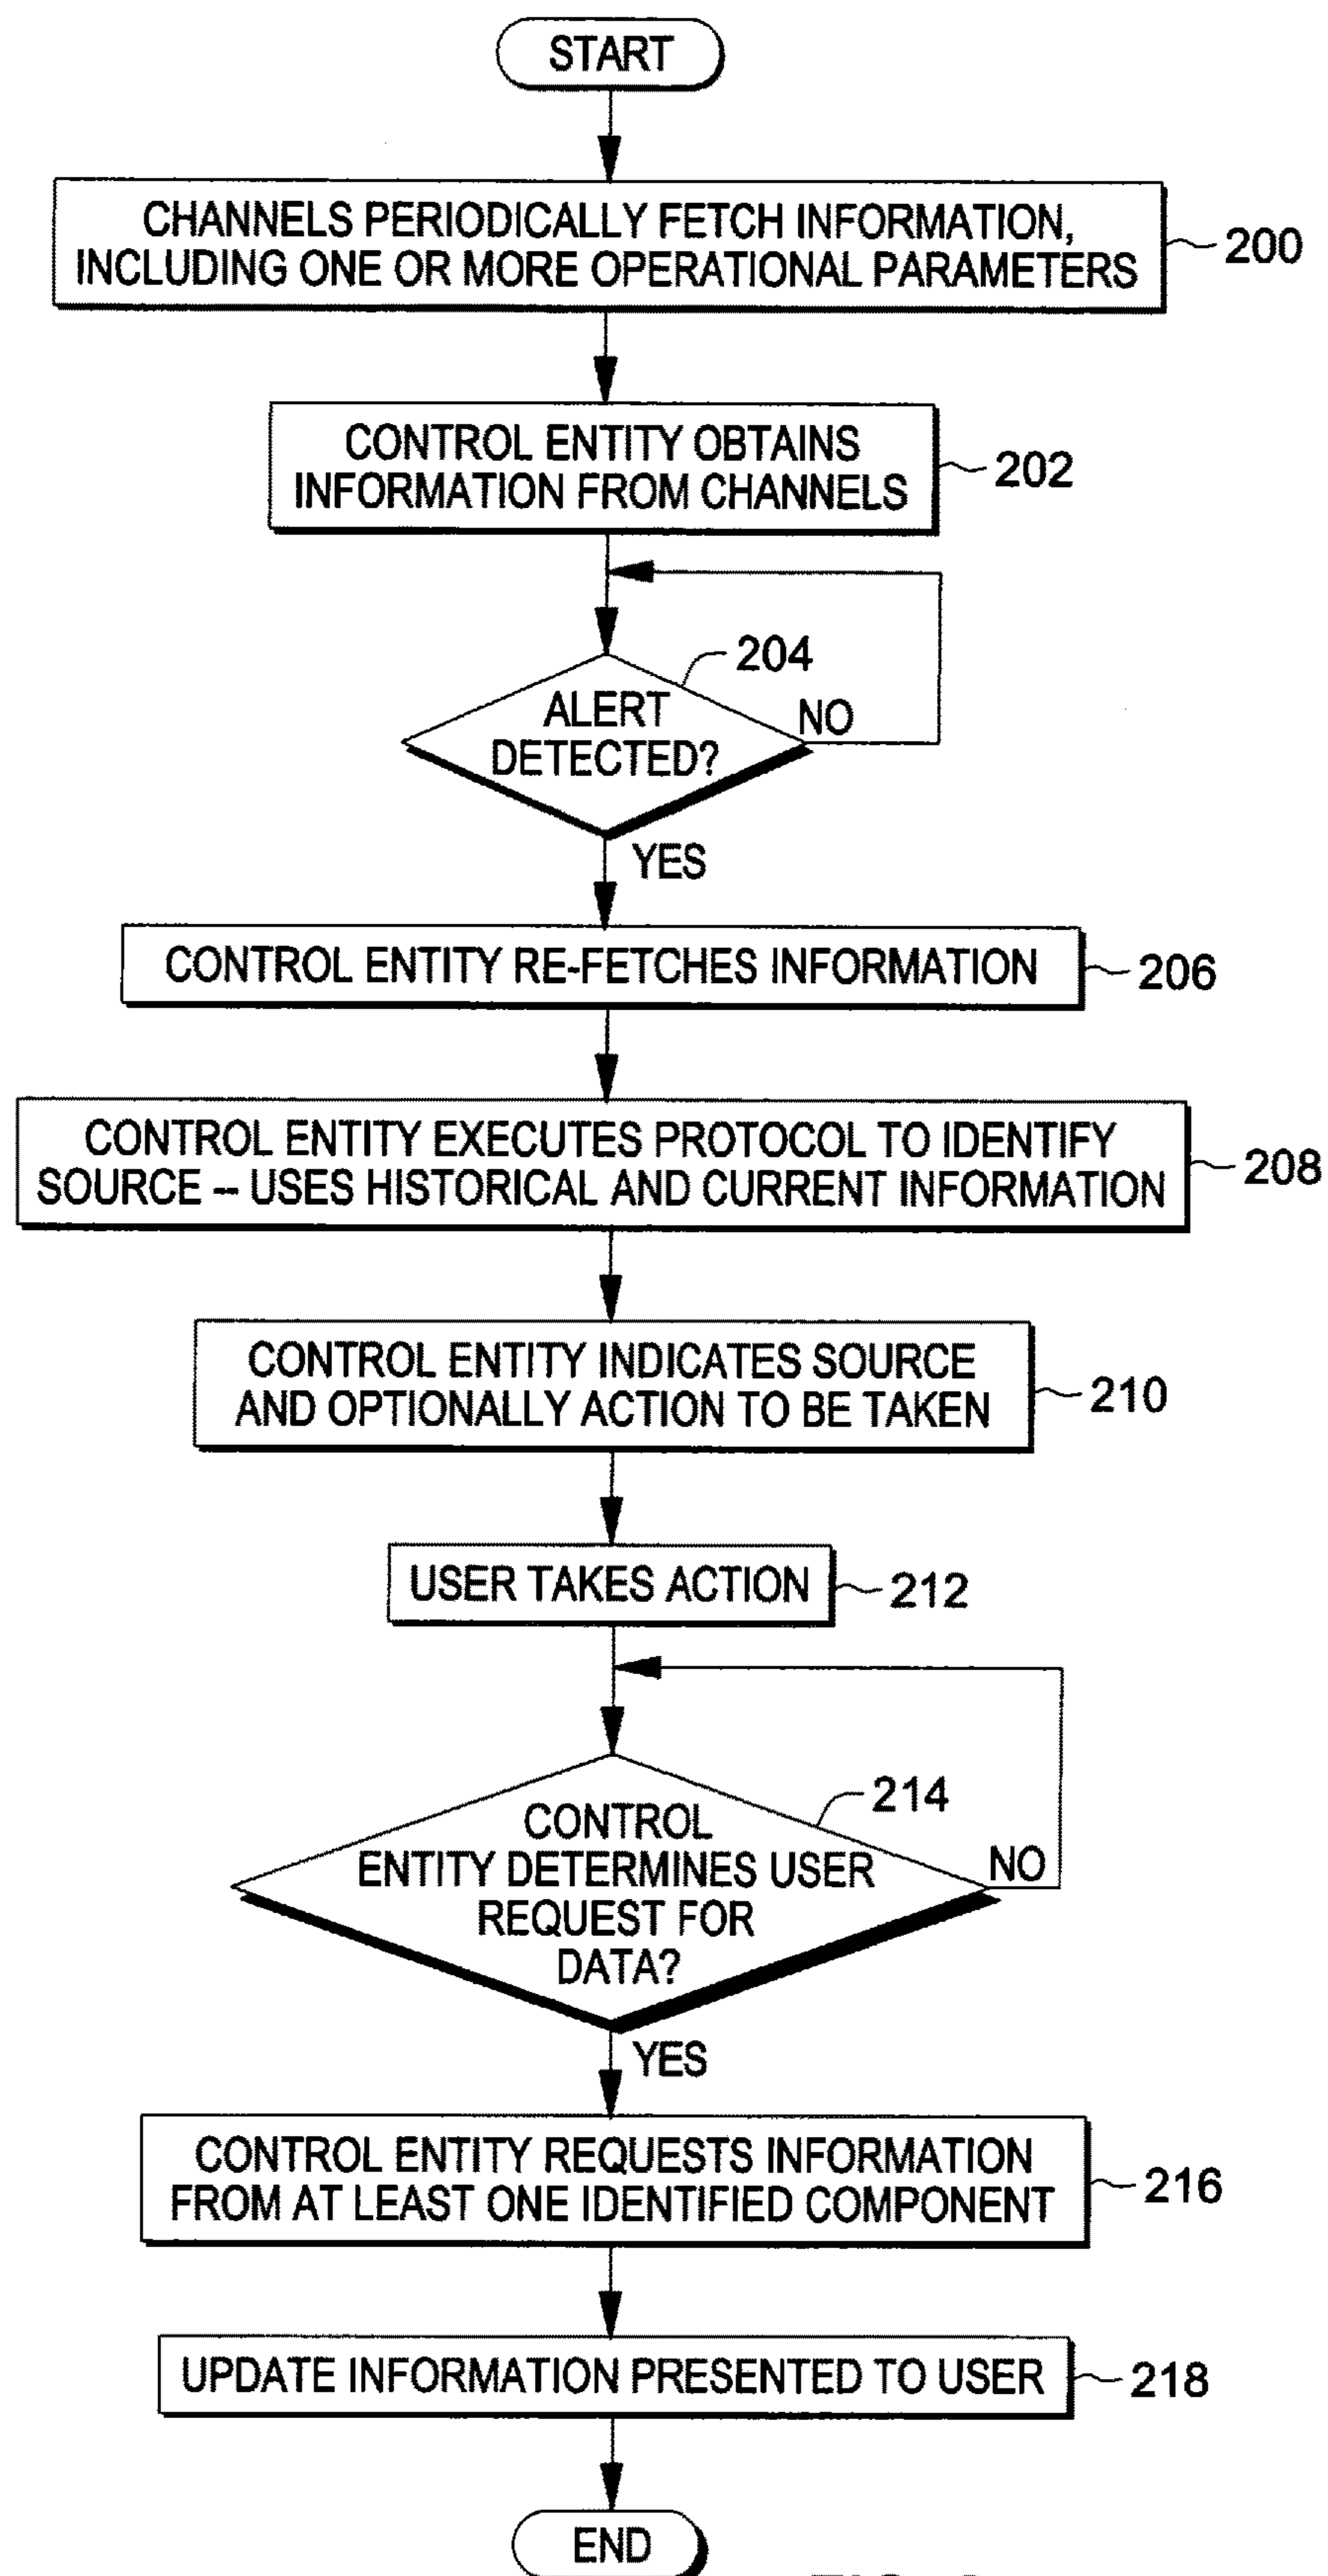 START
CHANNELS PERIODICALLY FETCH INFORMATION,
INCLUDING ONE OR MORE OPERATIONAL PARAMETERS
200
CONTROL ENTITY OBTAINS
INFORMATION FROM CHANNELS
202
204
ALERT
DETECTED?
NO
YES
CONTROL ENTITY RE-FETCHES INFORMATION
206
CONTROL ENTITY EXECUTES PROTOCOL TO IDENTIFY
SOURCE -- USES HISTORICAL AND CURRENT INFORMATION
208
CONTROL ENTITY INDICATES SOURCE
AND OPTIONALLY ACTION TO BE TAKEN
210
USER TAKES ACTION
212
214
CONTROL
ENTITY DETERMINES USER
REQUEST FOR
DATA?
NO
YES
CONTROL ENTITY REQUESTS INFORMATION
FROM AT LEAST ONE IDENTIFIED COMPONENT
216
UPDATE INFORMATION PRESENTED TO USER
218
END